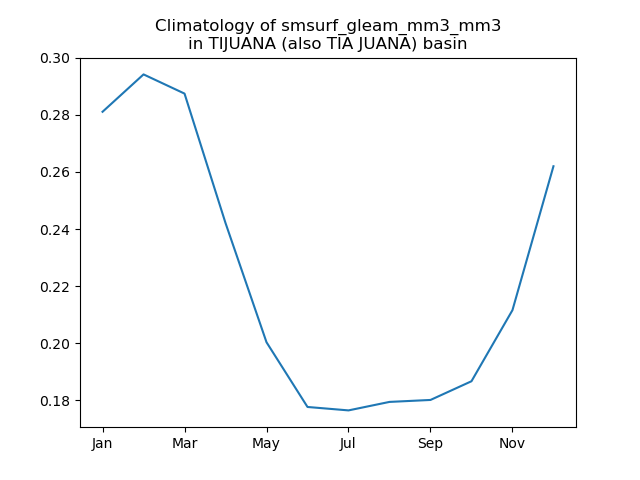 Climatology of smsurf_gleam_mm3_mm3
in TIJUANA (also TIA JUANA) basin
0.30
0.28
0.26
0.24
0.22
0.20
0.18
Jan Mar May Jul Sep Nov